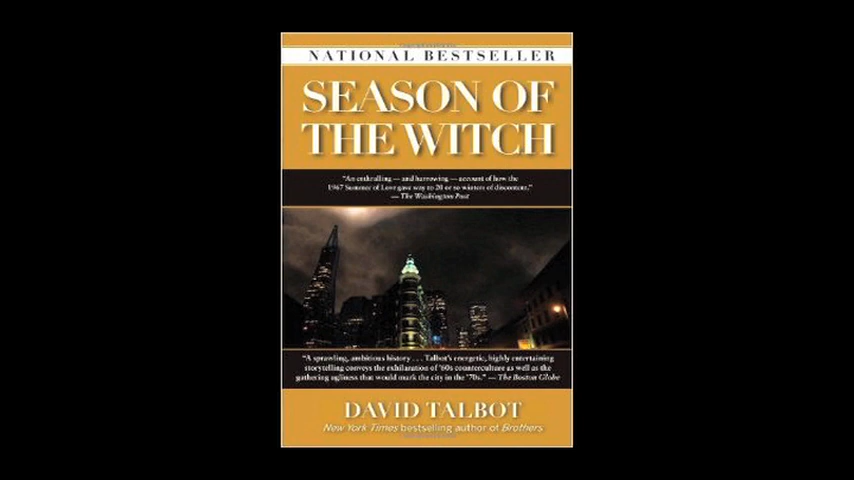 NATIONAL BESTSELLER
SEASON OF
THE WITCH
“An enthralling — and harrowing — account of how the
1967 Summer of Love gave way to 20 or so winters of discontent.”
— The Washington Post
“A sprawling, ambitious history . . . Talbot’s energetic, highly entertaining
storytelling conveys the exhilaration of ’60s counterculture as well as the
gathering ugliness that would mark the city in the ’70s.” — The Boston Globe
DAVID TALBOT
New York Times bestselling author of Brothers